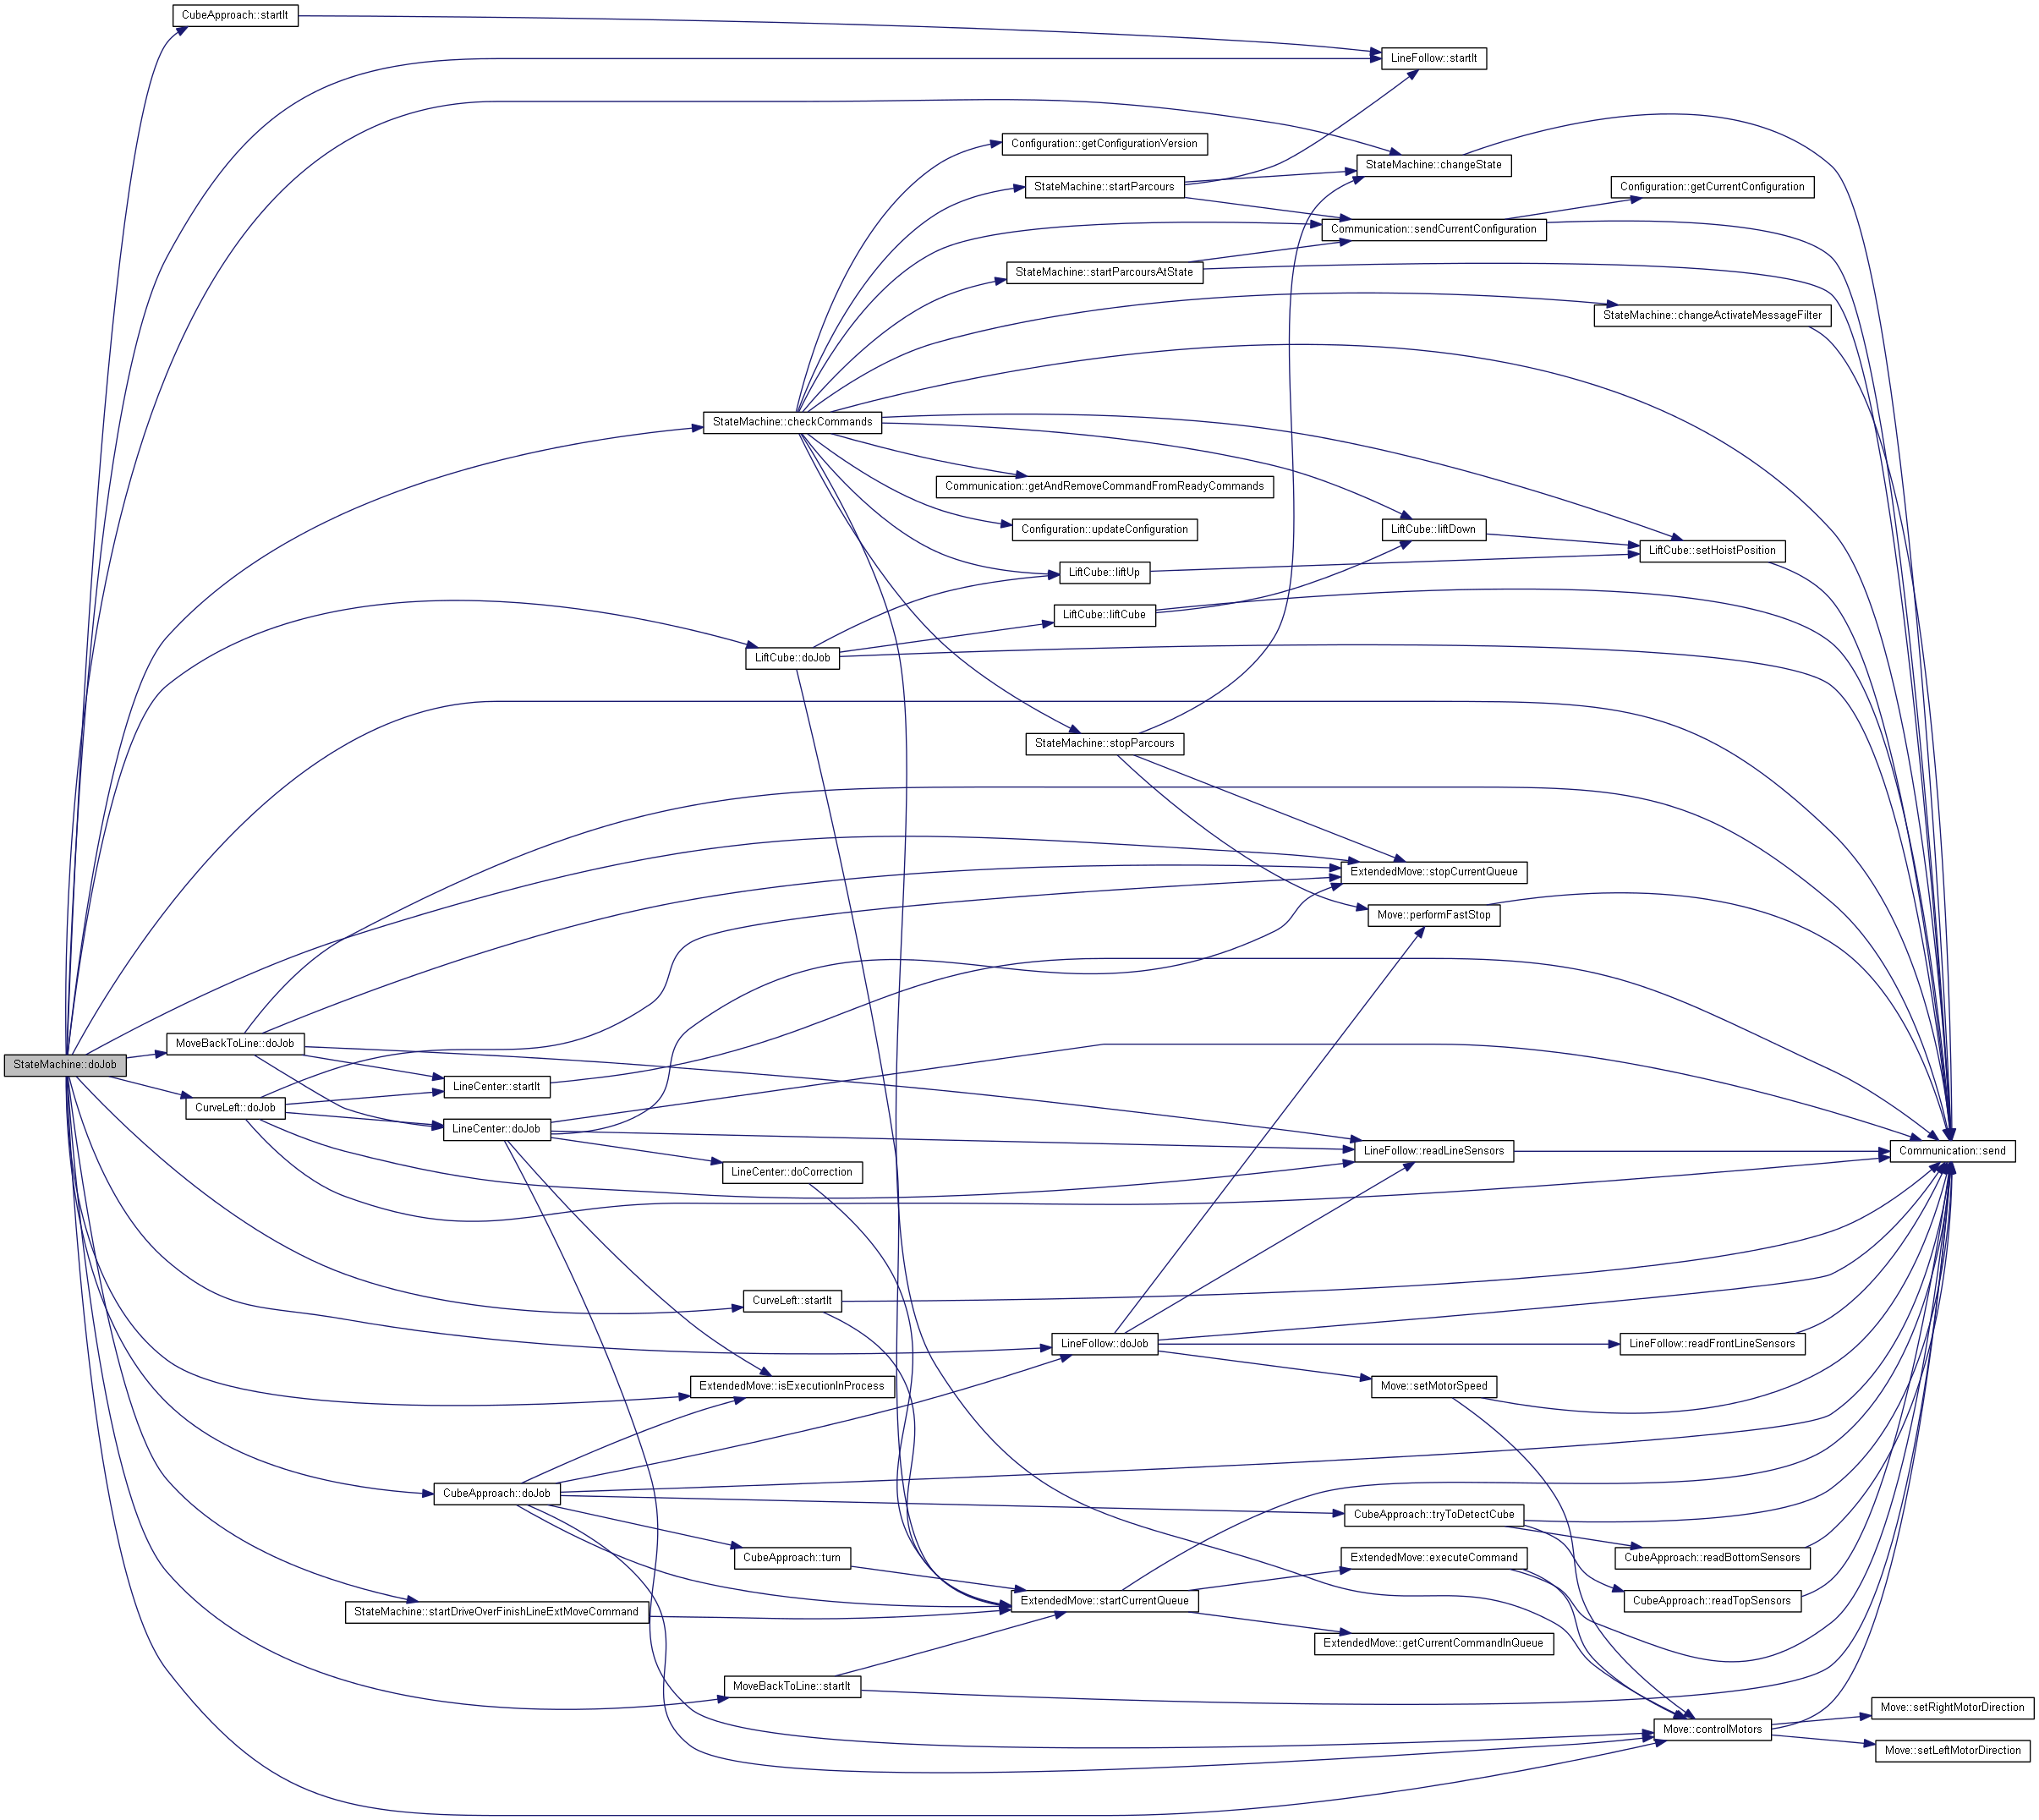 CubeApproach::startIt
LineFollow::startIt
Configuration::getConfigurationVersion
StateMachine::changeState
StateMachine::startParcours
Configuration::getCurrentConfiguration
Communication::sendCurrentConfiguration
StateMachine::startParcoursAtState
StateMachine::changeActivateMessageFilter
StateMachine::checkCommands
Communication::getAndRemoveCommandFromReadyCommands
Configuration::updateConfiguration
LiftCube::liftDown
LiftCube::setHoistPosition
LiftCube::liftUp
LiftCube::liftCube
LiftCube::doJob
StateMachine::stopParcours
ExtendedMove::stopCurrentQueue
Move::performFastStop
MoveBackToLine::doJob
StateMachine::doJob
LineCenter::startIt
CurveLeft::doJob
LineCenter::doJob
LineFollow::readLineSensors
Communication::send
LineCenter::doCorrection
CurveLeft::startIt
LineFollow::doJob
LineFollow::readFrontLineSensors
ExtendedMove::isExecutionInProcess
Move::setMotorSpeed
CubeApproach::doJob
CubeApproach::tryToDetectCube
CubeApproach::turn
ExtendedMove::executeCommand
CubeApproach::readBottomSensors
StateMachine::startDriveOverFinishLineExtMoveCommand
ExtendedMove::startCurrentQueue
CubeApproach::readTopSensors
ExtendedMove::getCurrentCommandInQueue
MoveBackToLine::startIt
Move::setRightMotorDirection
Move::controlMotors
Move::setLeftMotorDirection